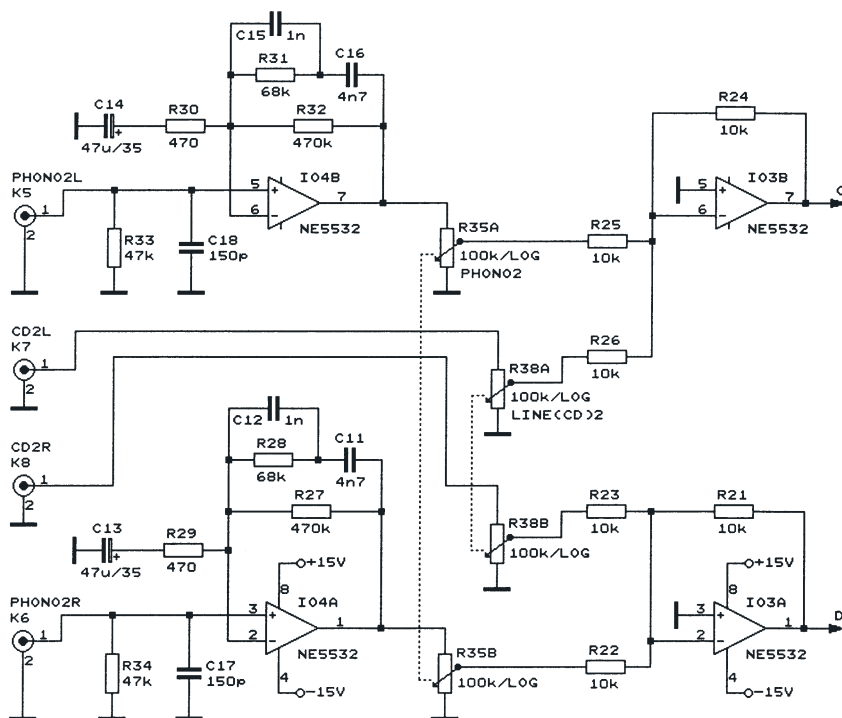 C15 1n
C16
R31
68k
4n7
C14
R30
R32
R24
47u/35
470
470k
10k
PHONO2L
K5
1
2
5
+
6
-
IO4B
7
NE5532
5
+
6
-
IO3B
7
NE5532
R33
47k
C18
150p
R35A
100k/LOG
PHONO2
R25
10k
CD2L
K7
1
2
R26
10k
R38A
100k/LOG
LINE(CD)2
C12 1n
C11
R28
68k
4n7
CD2R
K8
1
2
R27
470k
R23
10k
R21
10k
R38B
100k/LOG
C13
R29
47u/35
470
+15V
8
+15V
8
PHONO2R
K6
1
2
3
+
2
-
IO4A
1
NE5532
3
+
2
-
IO3A
1
D
NE5532
R34
47k
C17
150p
4
-15V
R35B
100k/LOG
R22
10k
4
-15V